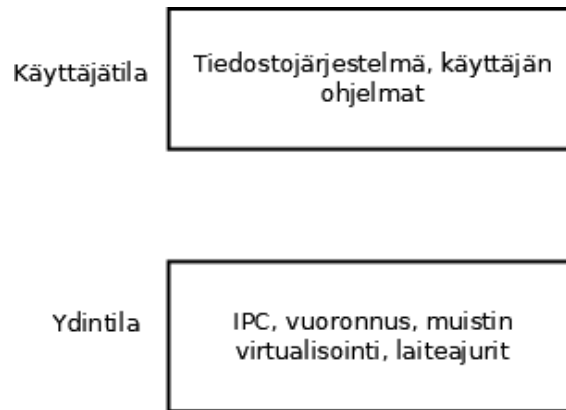 Käyttäjätila
Tiedostojärjestelmä, käyttäjän
ohjelmat
Ydintila
IPC, vuoronnus, muistin
virtualisointi, laiteajurit